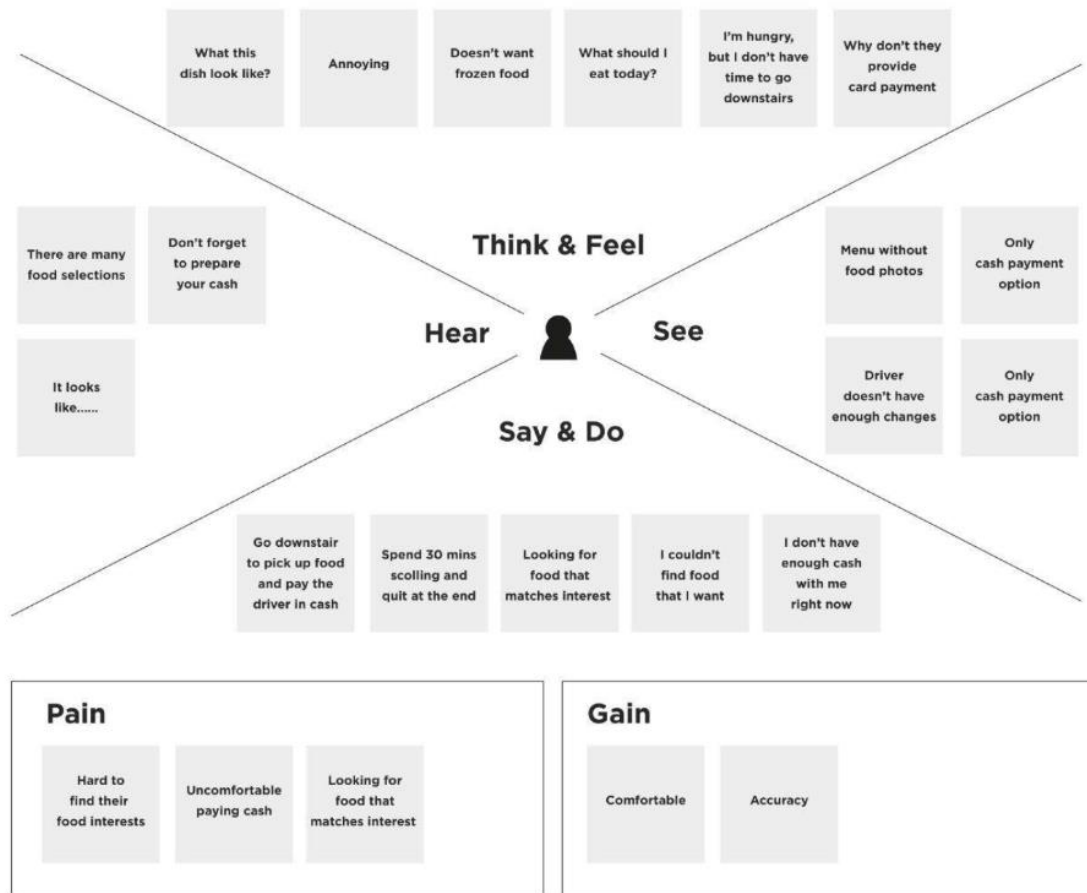 What this
dish look like?
Annoying
Doesn't want
frozen food
What should I
eat today?
I'm hungry,
but I don't have
time to go
downstairs
Why don't they
provide
card payment
Think & Feel
There are many
food selections
Don't forget
to prepare
your cash
It looks
like......
Hear
See
Menu without
food photos
Only
cash payment
option
Driver
doesn't have
enough changes
Only
cash payment
option
Say & Do
Go downstair
to pick up food
and pay the
driver in cash
Spend 30 mins
scolling and
quit at the end
Looking for
food that
matches interest
I couldn't
find food
that I want
I don't have
enough cash
with me
right now
Pain
Hard to
find their
food interests
Uncomfortable
paying cash
Looking for
food that
matches interest
Gain
Comfortable
Accuracy